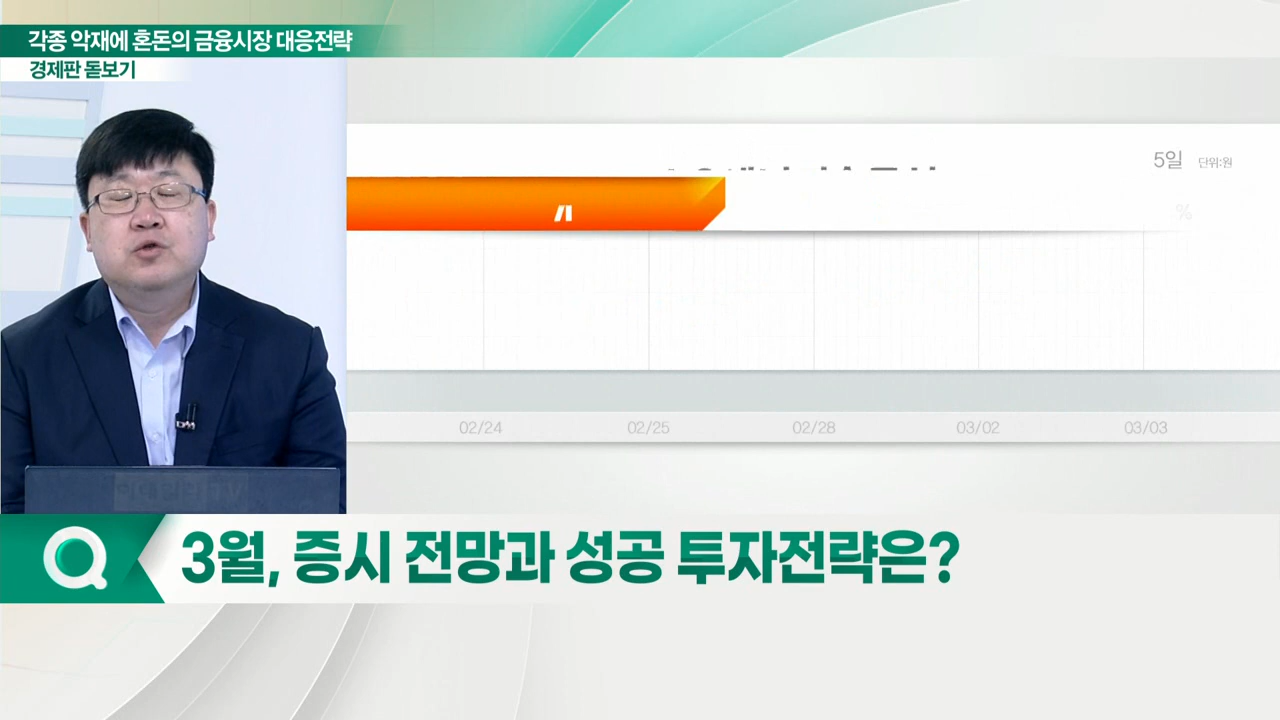 각종 악재에 혼돈의 금융시장 대응전략
경제판 돋보기
5일 단위:원
%
02/24 02/25 02/28 03/02 03/03
Q 3월, 증시 전망과 성공 투자전략은?